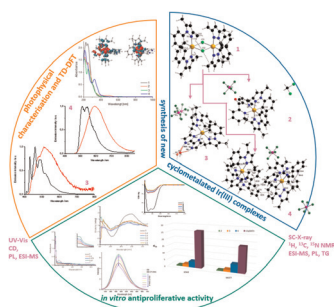 photophysical
characterisation and TD-DFT
synthesis of new
cyclometalated Ir(III) complexes
1
2
3
4
4
3
UV-Vis
CD,
PL, ESI-MS
SC-X-ray
¹H, ¹³C, ¹⁵N NMR
ESI-MS, PL, TG
in vitro antiproliferative activity